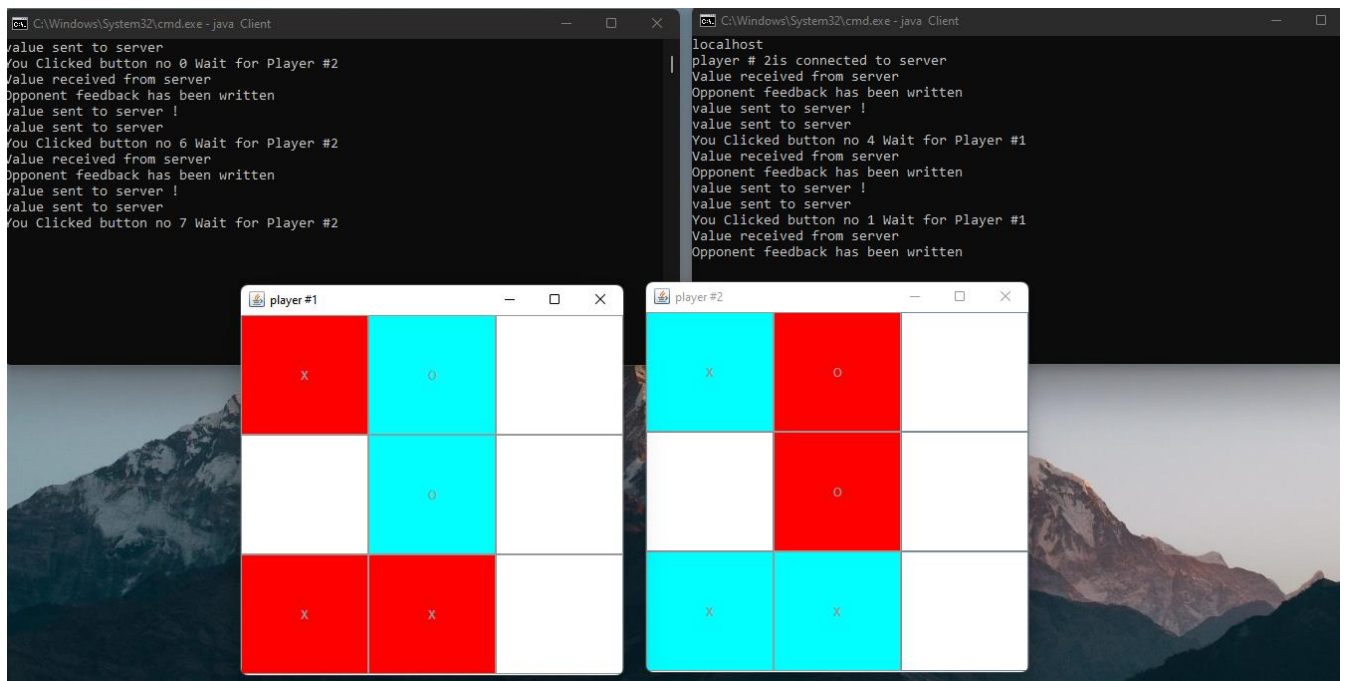 C:\Windows\System32\cmd.exe - java Client
value sent to server
You Clicked button no 0 Wait for Player #2
Value received from server
Opponent feedback has been written
value sent to server !
value sent to server
You Clicked button no 6 Wait for Player #2
Value received from server
Opponent feedback has been written
value sent to server !
value sent to server
You Clicked button no 7 Wait for Player #2
C:\Windows\System32\cmd.exe - java Client
localhost
player # 2is connected to server
Value received from server
Opponent feedback has been written
value sent to server !
value sent to server
You Clicked button no 4 Wait for Player #1
Value received from server
Opponent feedback has been written
value sent to server !
value sent to server
You Clicked button no 1 Wait for Player #1
Value received from server
Opponent feedback has been written
player #1
X O
O
X X
player #2
X O
O
X X